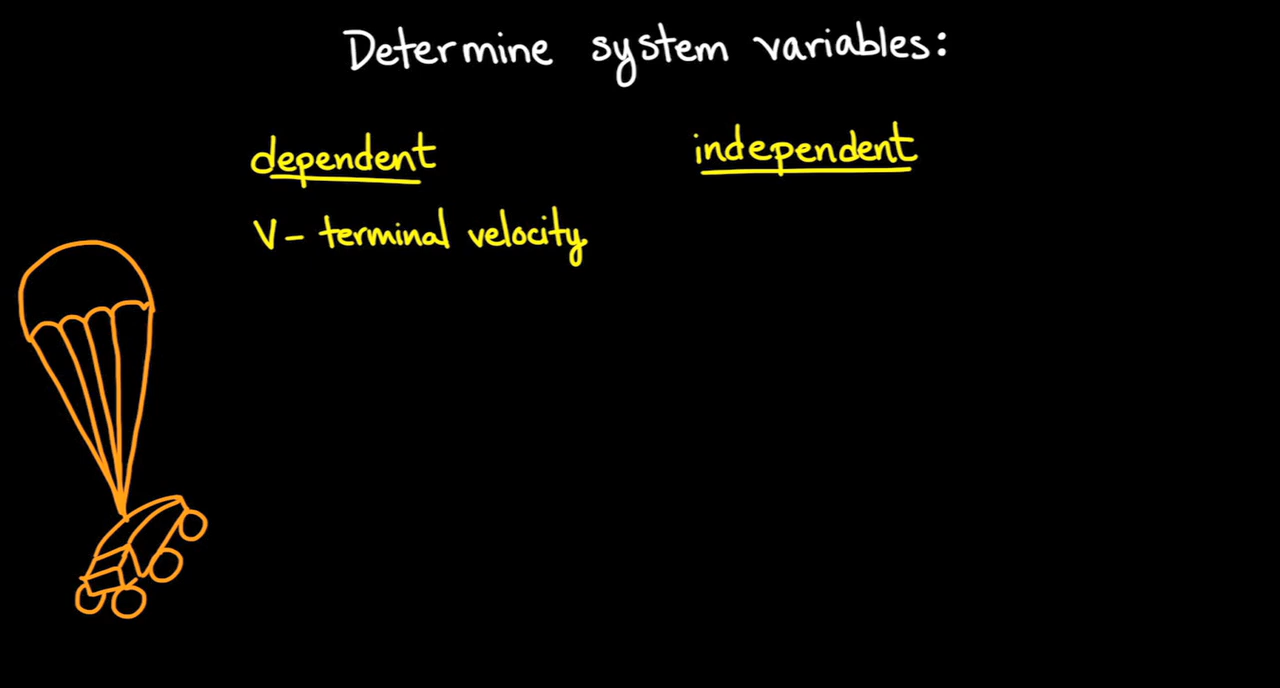 Determine system variables:
dependent
independent
V - terminal velocity